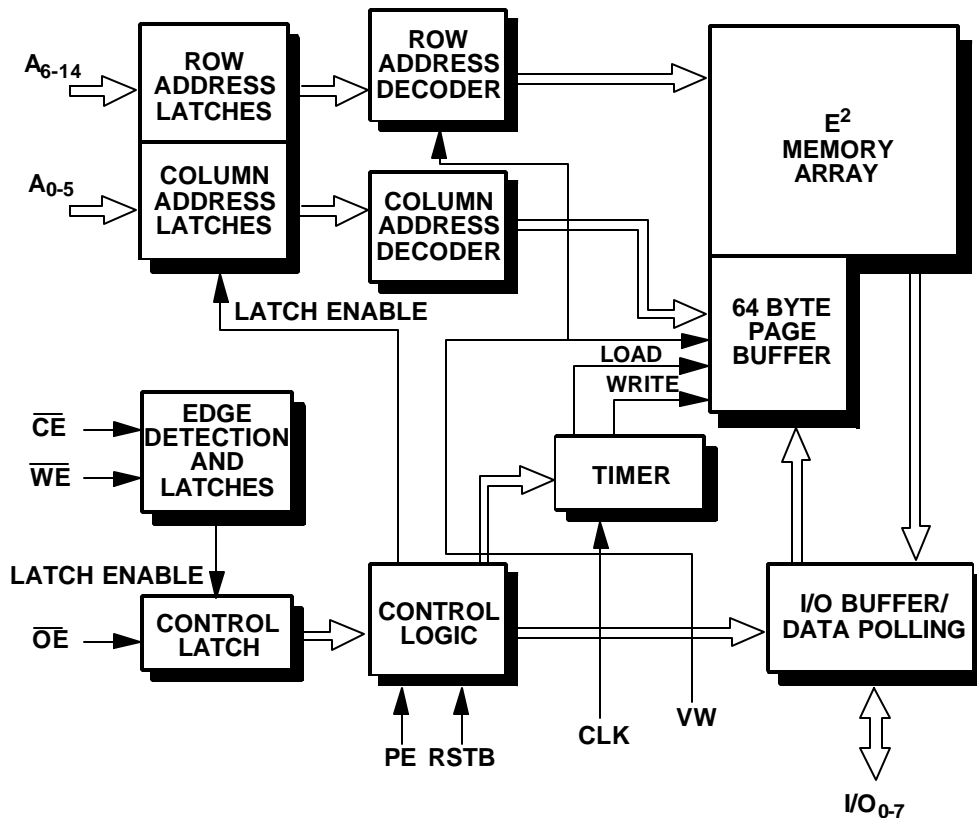 A6-14
ROW
ADDRESS
LATCHES
ROW
ADDRESS
DECODER
E²
MEMORY
ARRAY
A0-5
COLUMN
ADDRESS
LATCHES
COLUMN
ADDRESS
DECODER
LATCH ENABLE
64 BYTE
PAGE
BUFFER
LOAD
WRITE
CE
WE
EDGE
DETECTION
AND
LATCHES
TIMER
LATCH ENABLE
OE
CONTROL
LATCH
CONTROL
LOGIC
I/O BUFFER/
DATA POLLING
PE
RSTB
CLK
VW
I/O0-7